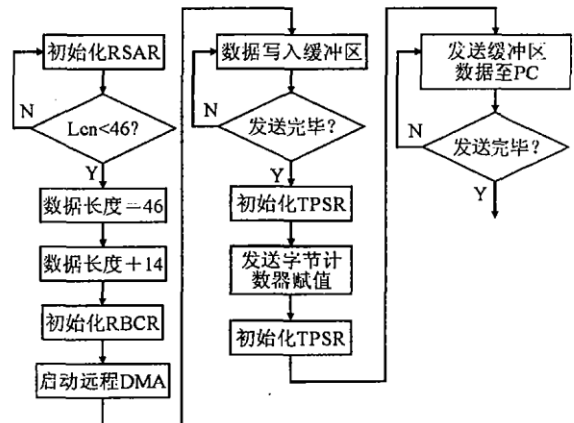 初始化RSAR
N
Len<46?
Y
数据长度=46
数据长度+14
初始化RBCR
启动远程DMA
数据写入缓冲区
N
发送完毕?
Y
初始化TPSR
发送字节计
数器赋值
初始化TPSR
发送缓冲区
数据至PC
N
发送完毕?
Y